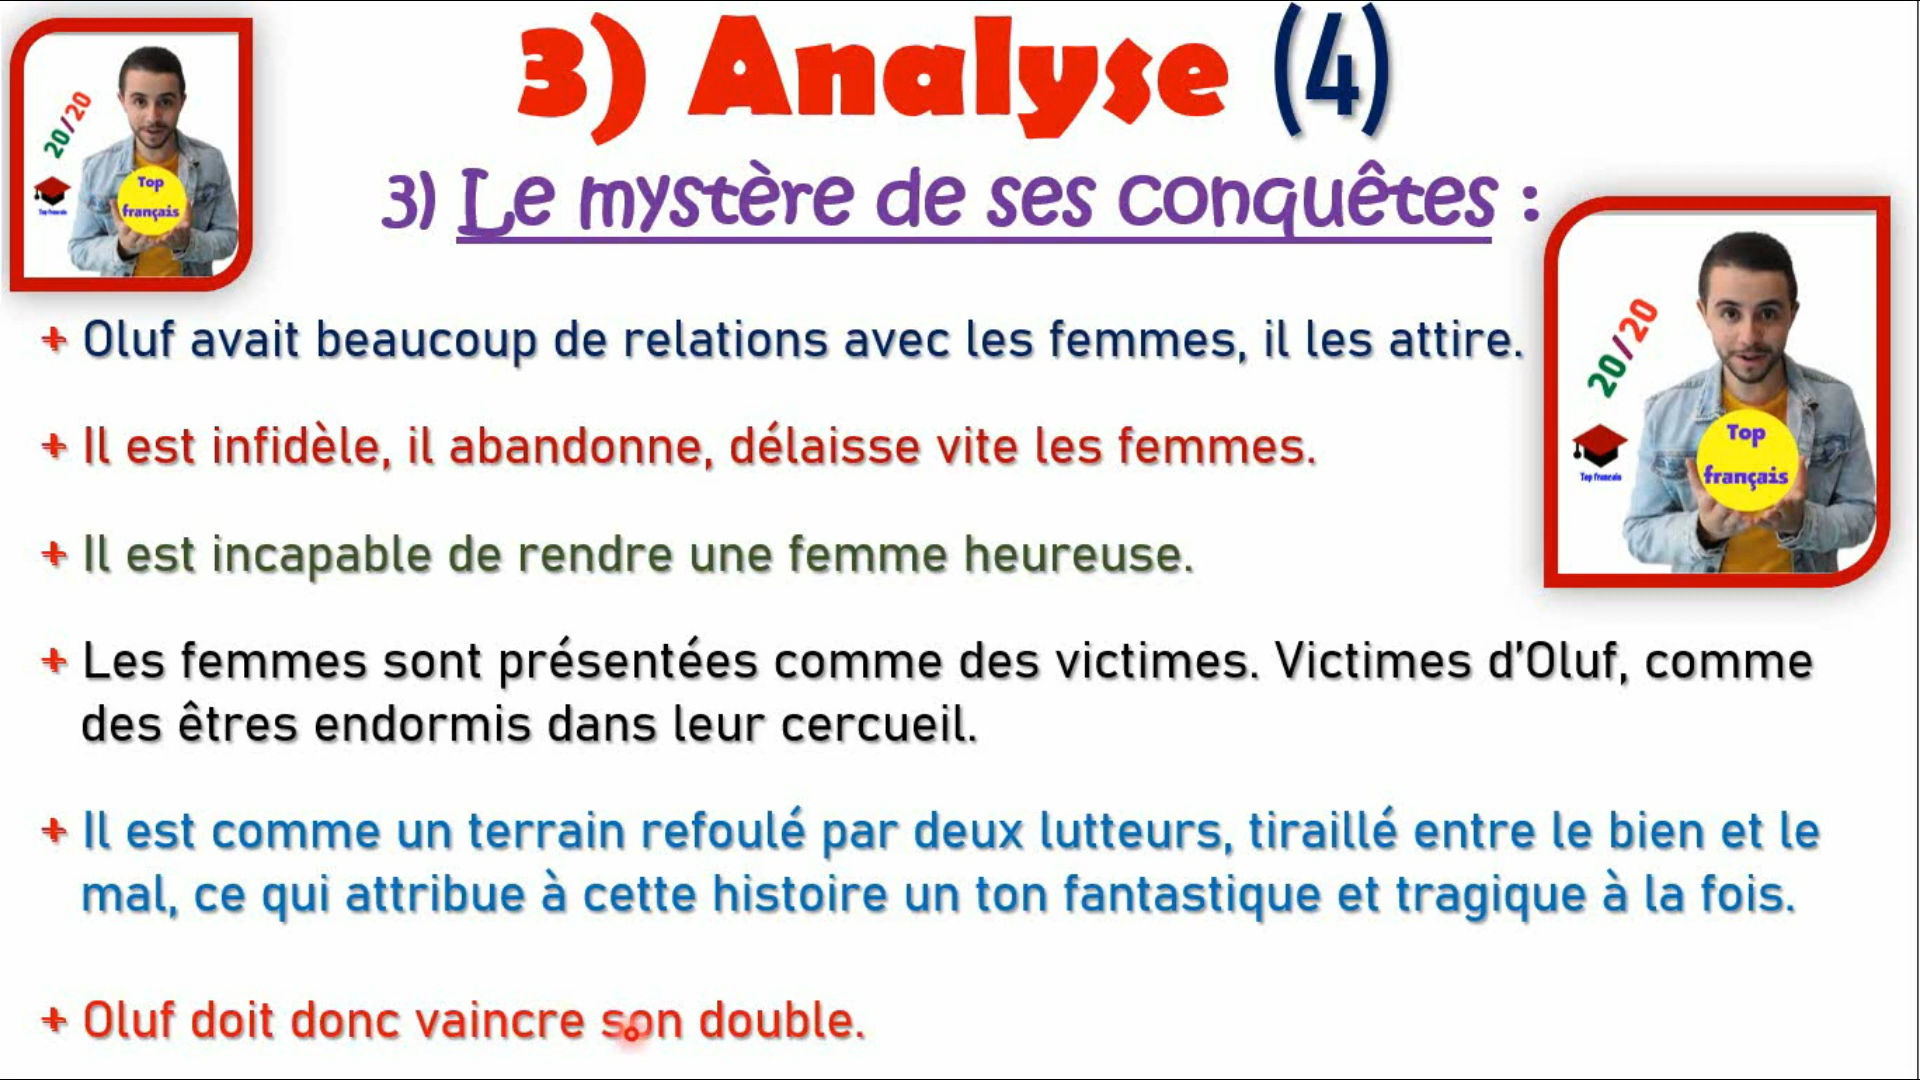 3) Analyse (4)
3) Le mystère de ses conquêtes :
20/20
Top
français
Top francais
+ Oluf avait beaucoup de relations avec les femmes, il les attire.
+ Il est infidèle, il abandonne, délaisse vite les femmes.
+ Il est incapable de rendre une femme heureuse.
+ Les femmes sont présentées comme des victimes. Victimes d'Oluf, comme
des êtres endormis dans leur cercueil.
+ Il est comme un terrain refoulé par deux lutteurs, tiraillé entre le bien et le
mal, ce qui attribue à cette histoire un ton fantastique et tragique à la fois.
+ Oluf doit donc vaincre son double.
20/20
Top
français
Top francais